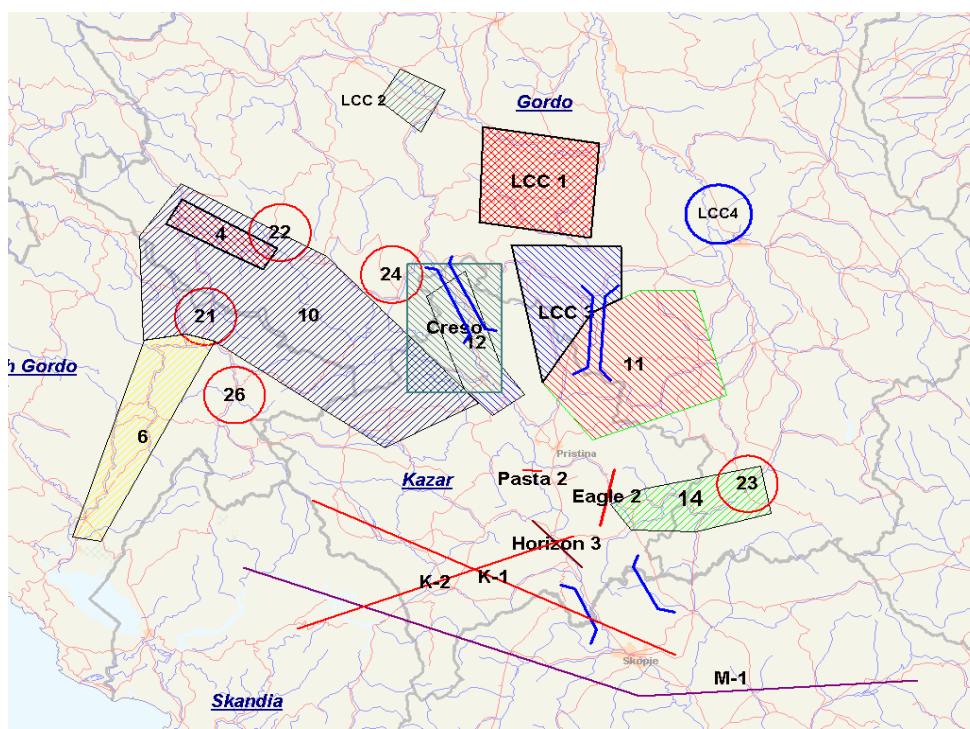 LCC 2
Gordo
LCC 1
LCC4
4
22
24
21
10
LCC 3
Creso
12
11
h Gordo
26
6
Pristina
Kazar
Pasta 2
Eagle 2
14
23
Horizon 3
K-2
K-1
Skopje
M-1
Skandia